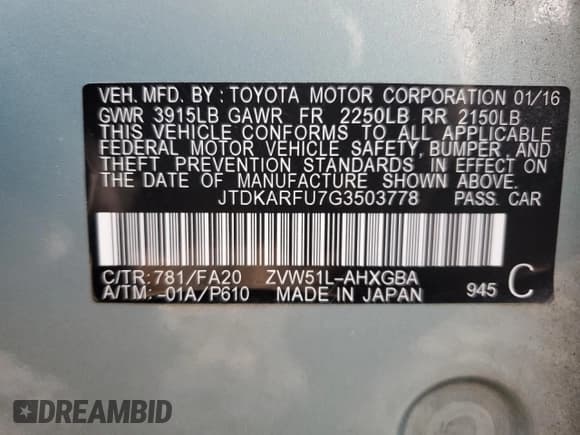 VEH. MFD. BY : TOYOTA MOTOR CORPORATION 01/16
GVWR 3915LB GAWR FR 2250LB RR 2150LB
THIS VEHICLE CONFORMS TO ALL APPLICABLE
FEDERAL MOTOR VEHICLE SAFETY, BUMPER, AND
THEFT PREVENTION STANDARDS IN EFFECT ON
THE DATE OF MANUFACTURE SHOWN ABOVE.
JTDKARFU7G3503778 PASS. CAR
C/TR: 781/FA20 ZVW51L-AHXGBA
A/TM: -01A/P610 MADE IN JAPAN 945 C
DREAMBID